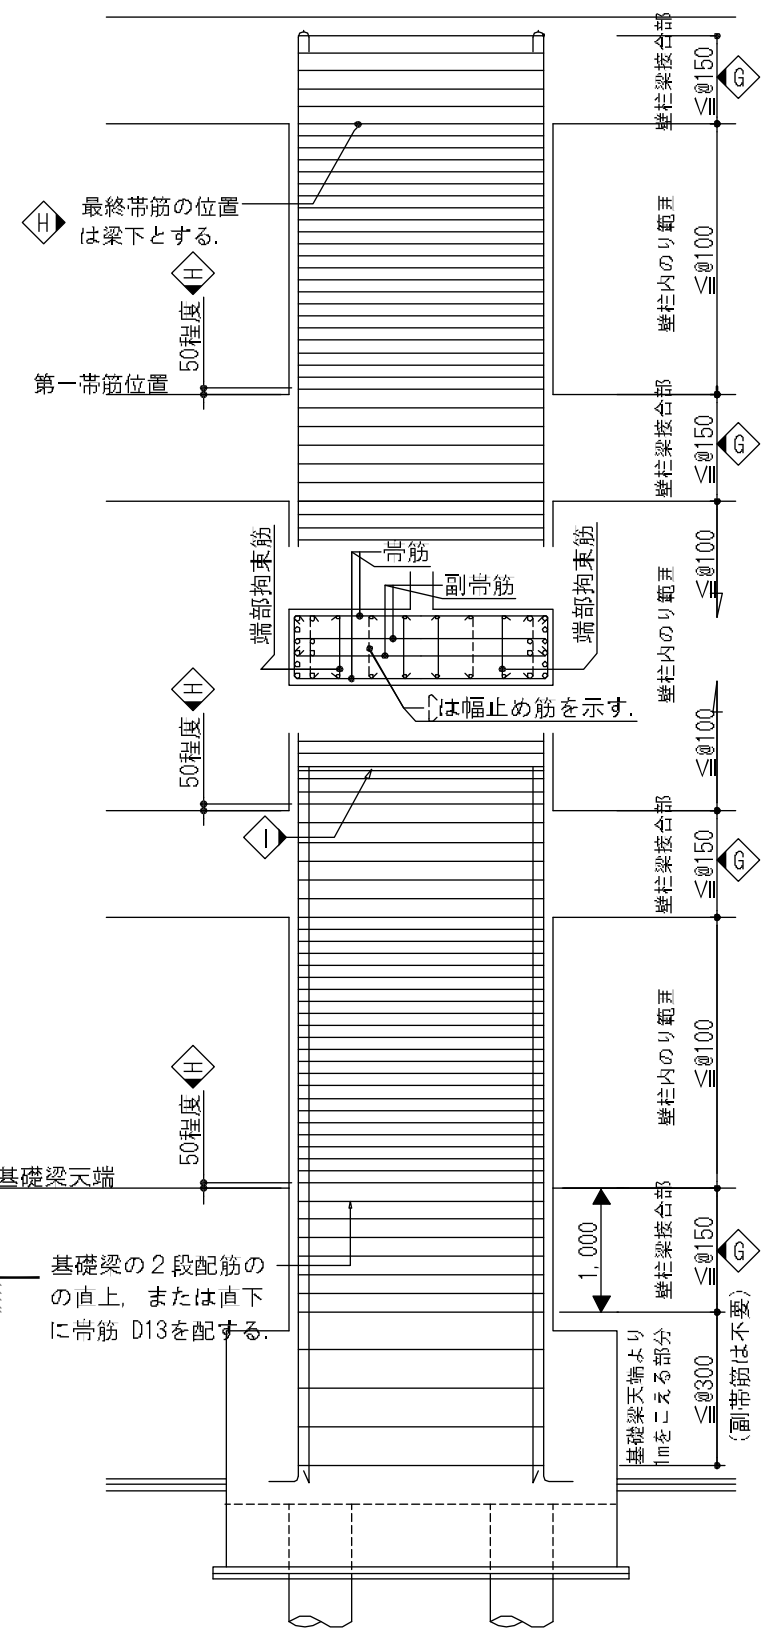 壁柱梁接合部
≦@150
G
最終帯筋の位置
は梁下とする.
H
壁柱内のり範囲
≦@100
H
50程度
第一帯筋位置
壁柱梁接合部
≦@150
G
帯筋
副帯筋
端部拘束筋
端部拘束筋
は幅止め筋を示す.
≦@100
壁柱内のり範囲
≦@100
H
50程度
I
壁柱梁接合部
≦@150
G
壁柱内のり範囲
≦@100
H
50程度
基礎梁天端
基礎梁の2段配筋の
の直上, または直下
に帯筋 D13を配する.
1,000
壁柱梁接合部
≦@150
G
基礎梁天端より
1mをこえる部分
≦@300
(副帯筋は不要)